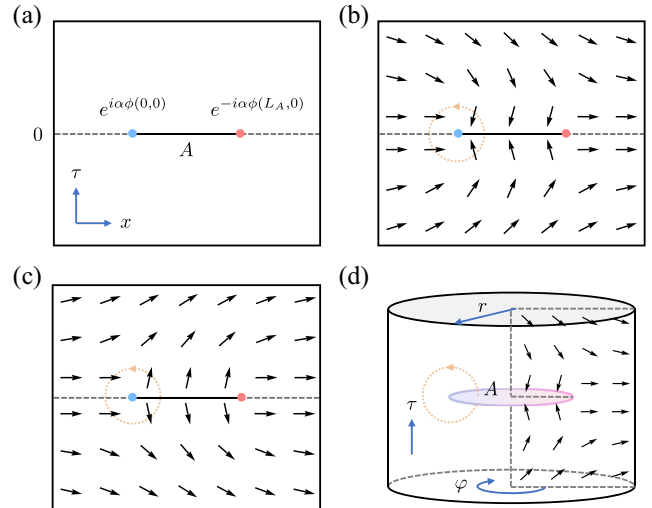 (a)
(b)
e^{iαϕ(0,0)}
e^{-iαϕ(L_A,0)}
0
A
τ
x
(c)
(d)
r
A
τ
φ